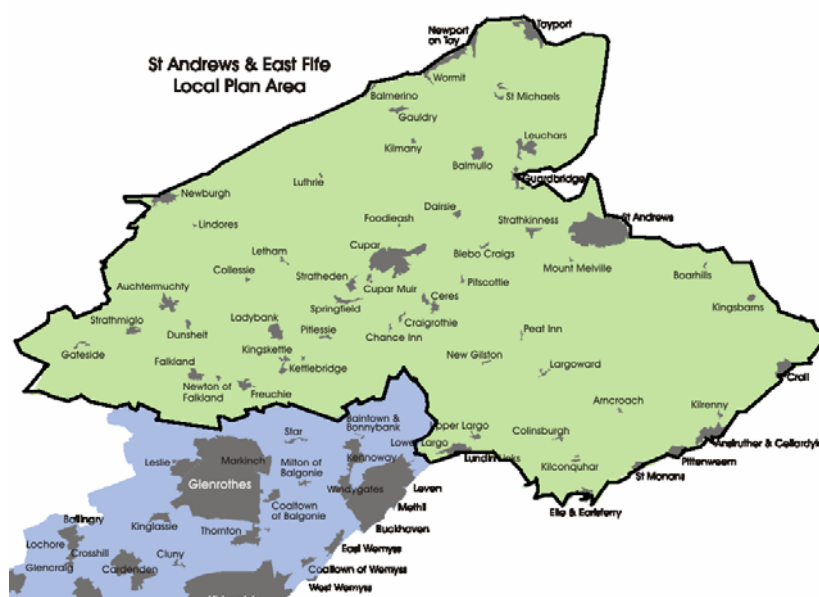 Newport
on Tay
Tayport
St Andrews & East Fife
Local Plan Area
Wormit
Balmerino
St Michaels
Gauldry
Leuchars
Kilmany
Balmullo
Guardbridge
Luthrie
Newburgh
Dairsie
Lindores
Foodieash
Strathkinness
St Andrews
Cupar
Letham
Blebo Craigs
Collessie
Stratheden
Mount Melville
Boarhills
Pitscottie
Cupar Muir
Auchtermuchty
Ceres
Kingsbarns
Springfield
Strathmiglo
Ladybank
Craigrothie
Dunshelt
Pitlessie
Chance Inn
Peat Inn
Gateside
Kingskettle
New Gilston
Falkland
Kettlebridge
Largoward
Crail
Newton of
Falkland
Freuchie
Arncroach
Kilrenny
Baintown &
Bonnybank
Star
Upper Largo
Colinsburgh
Lower Largo
Anstruther & Cellardyke
Leslie
Markinch
Kennoway
Lundin Links
Pittenweem
Milton of
Balgonie
Kilconquhar
St Monans
Glenrothes
Windygates
Leven
Elie & Earlsferry
Coaltown
of Balgonie
Methil
Ballingry
Kinglassie
Thornton
Buckhaven
Lochore
Crosshill
East Wemyss
Cluny
Glencraig
Cardenden
Coaltown of Wemyss
West Wemyss